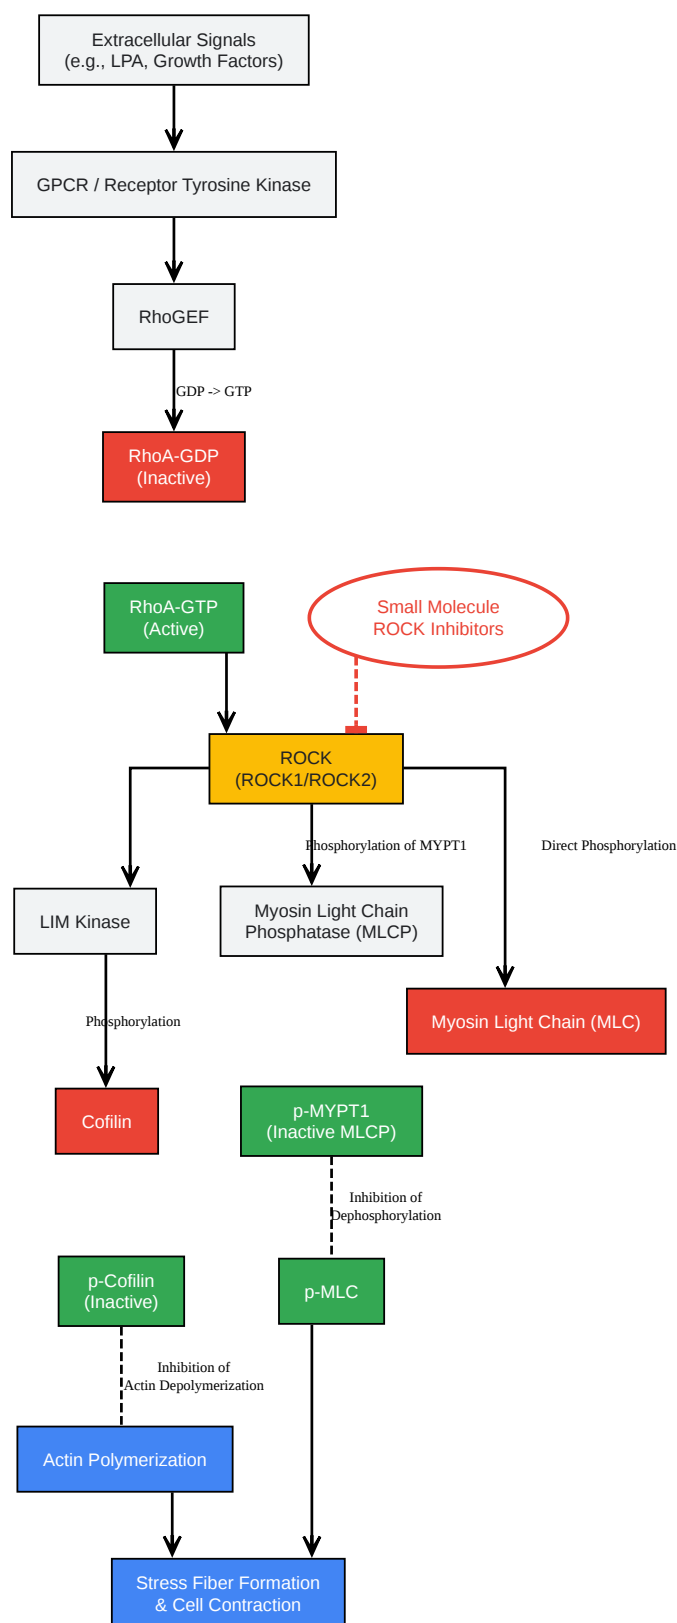 Extracellular Signals
(e.g., LPA, Growth Factors)
GPCR / Receptor Tyrosine Kinase
RhoGEF
GDP -> GTP
RhoA-GDP
(Inactive)
RhoA-GTP
(Active)
Small Molecule
ROCK Inhibitors
ROCK
(ROCK1/ROCK2)
Phosphorylation of MYPT1
Direct Phosphorylation
LIM Kinase
Myosin Light Chain
Phosphatase (MLCP)
Phosphorylation
Myosin Light Chain (MLC)
Cofilin
p-MYPT1
(Inactive MLCP)
Inhibition of
Dephosphorylation
p-Cofilin
(Inactive)
p-MLC
Inhibition of
Actin Depolymerization
Actin Polymerization
Stress Fiber Formation
& Cell Contraction